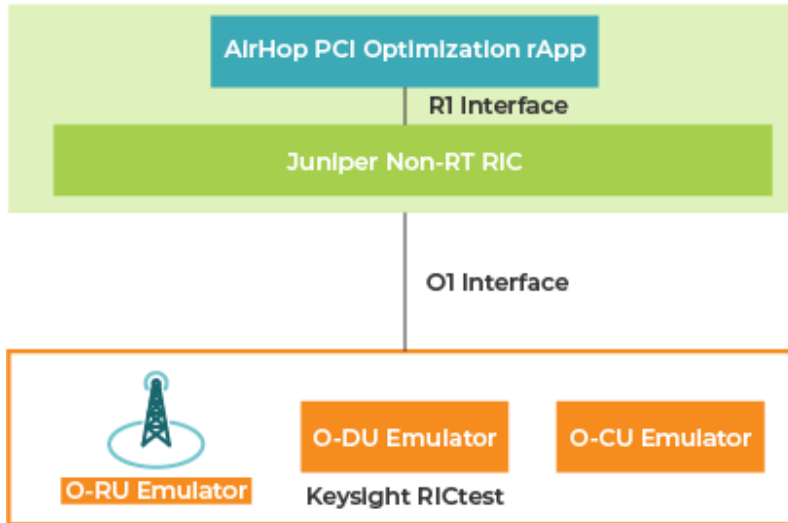 AirHop PCI Optimization rApp
R1 Interface
Juniper Non-RT RIC
O1 Interface
O-DU Emulator
O-CU Emulator
O-RU Emulator
Keysight RICtest